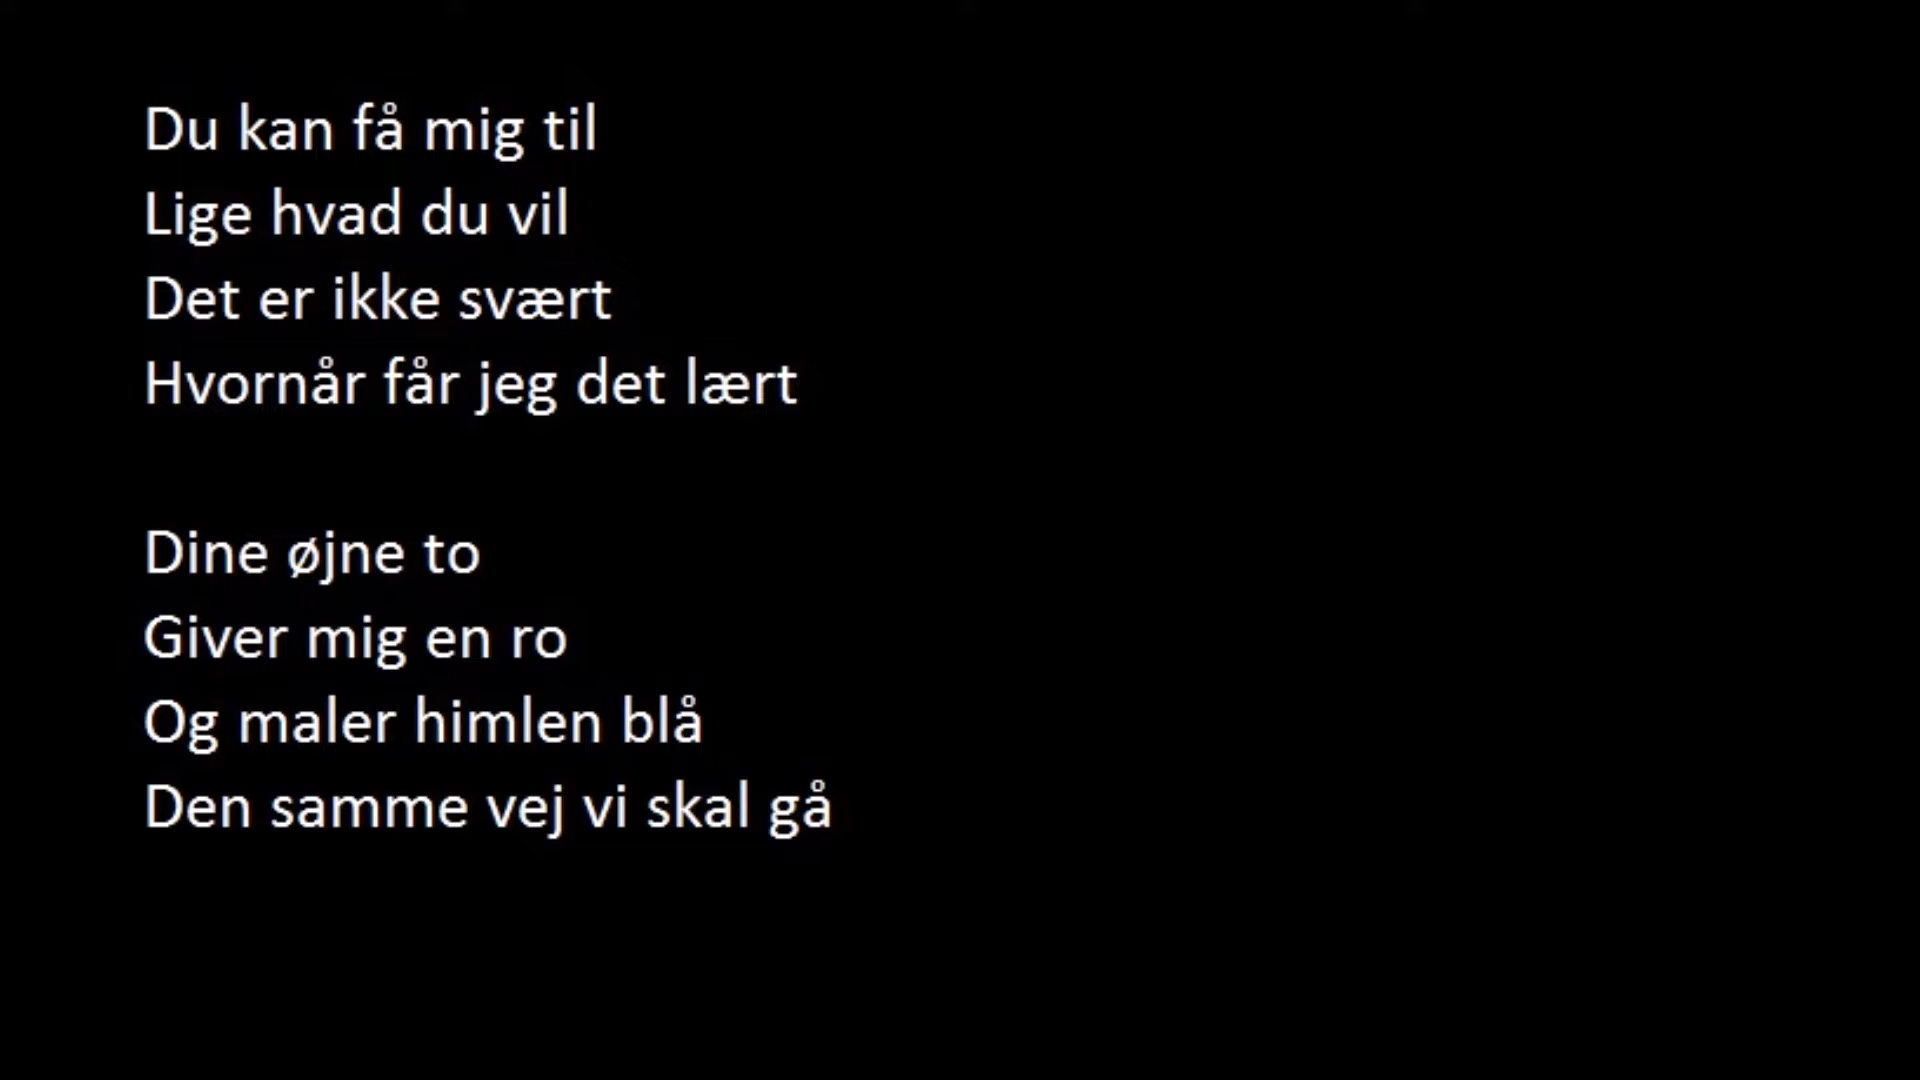 Du kan få mig til
Lige hvad du vil
Det er ikke svært
Hvornår får jeg det lært

Dine øjne to
Giver mig en ro
Og maler himlen blå
Den samme vej vi skal gå